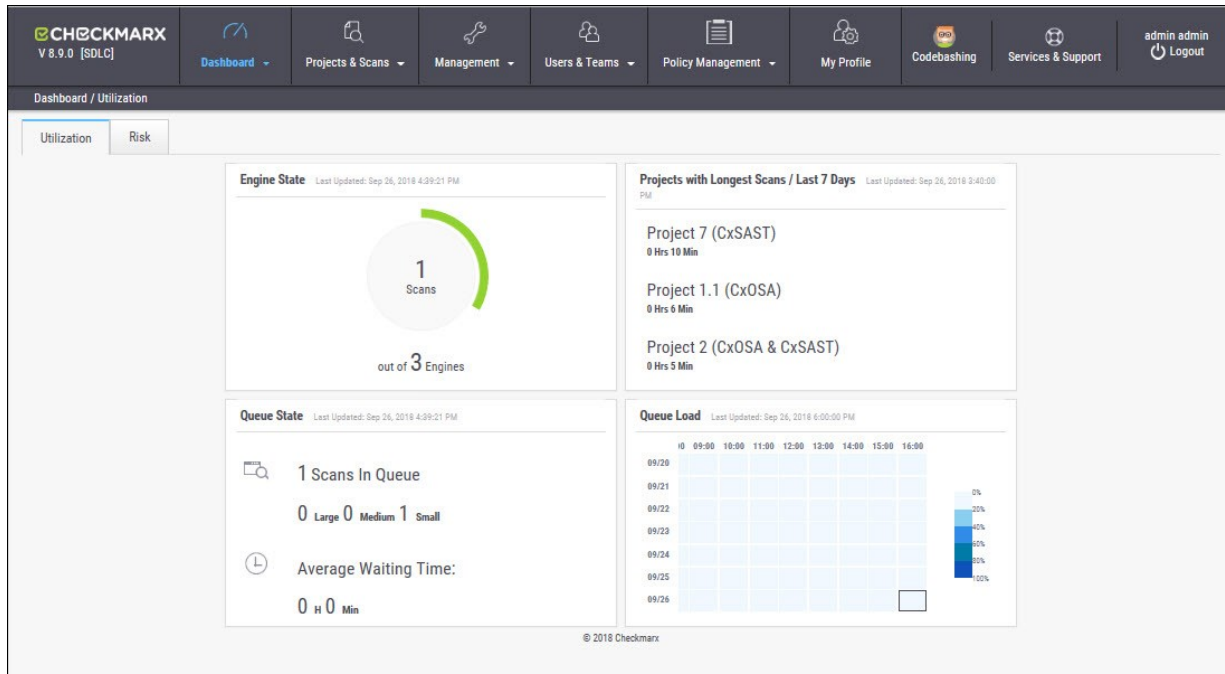 CHECKMARX
V 8.9.0 [SDLC]
Dashboard
Projects & Scans
Management
Users & Teams
Policy Management
My Profile
Codebashing
Services & Support
admin admin
Logout
Dashboard / Utilization
Utilization
Risk
Engine State Last Updated: Sep 26, 2018 4:39:21 PM
1
Scans
out of 3 Engines
Projects with Longest Scans / Last 7 Days Last Updated: Sep 26, 2018 3:40:00
PM
Project 7 (CxSAST)
0 Hrs 10 Min
Project 1.1 (CxOSA)
0 Hrs 6 Min
Project 2 (CxOSA & CxSAST)
0 Hrs 5 Min
Queue State Last Updated: Sep 26, 2018 4:39:21 PM
1 Scans In Queue
0 Large 0 Medium 1 Small
Average Waiting Time:
0 H 0 Min
Queue Load Last Updated: Sep 26, 2018 6:00:00 PM
09:00 10:00 11:00 12:00 13:00 14:00 15:00 16:00
09/20
09/21
09/22
09/23
09/24
09/25
09/26
0%
20%
40%
60%
80%
100%
© 2018 Checkmarx